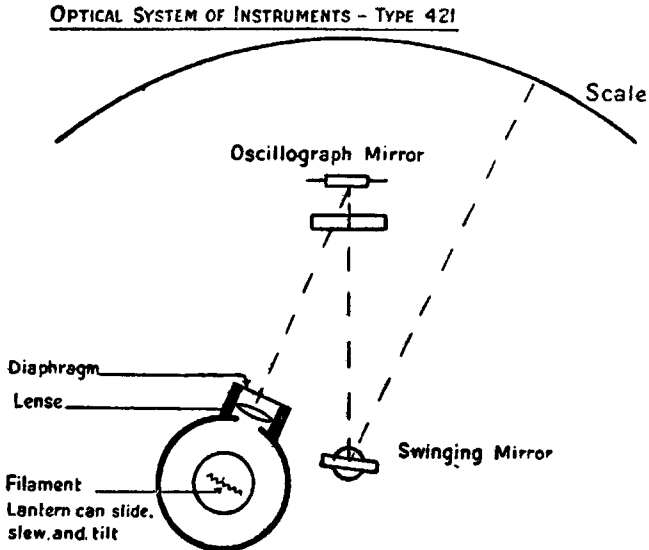 OPTICAL SYSTEM OF INSTRUMENTS - TYPE 421
Scale
Oscillograph Mirror
Diaphragm
Lense
Swinging Mirror
Filament
Lantern can slide,
slew, and, tilt